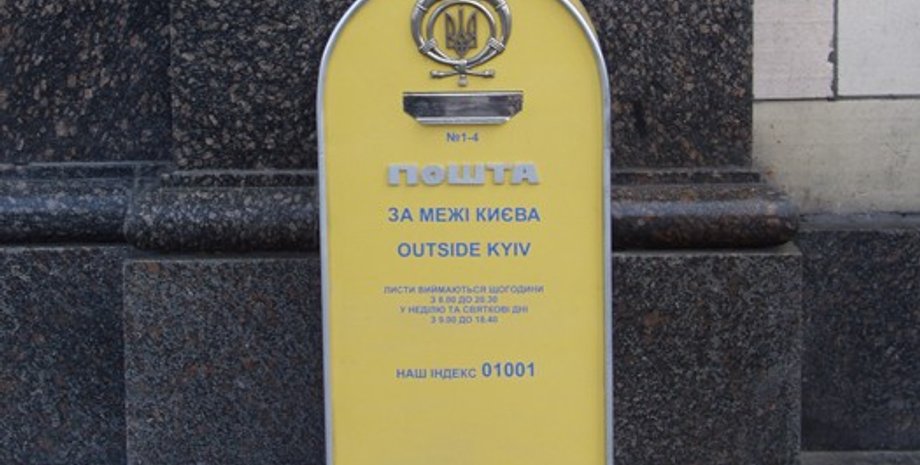 №1-4
ПОШТА
ЗА МЕЖІ КИЄВА
OUTSIDE KYIV
ЛИСТИ ВИЙМАЮТЬСЯ ЩОГОДИНИ
З 8.00 ДО 20.30
У НЕДІЛЮ ТА СВЯТКОВІ ДНІ
З 9.00 ДО 18.40
НАШ ІНДЕКС 01001